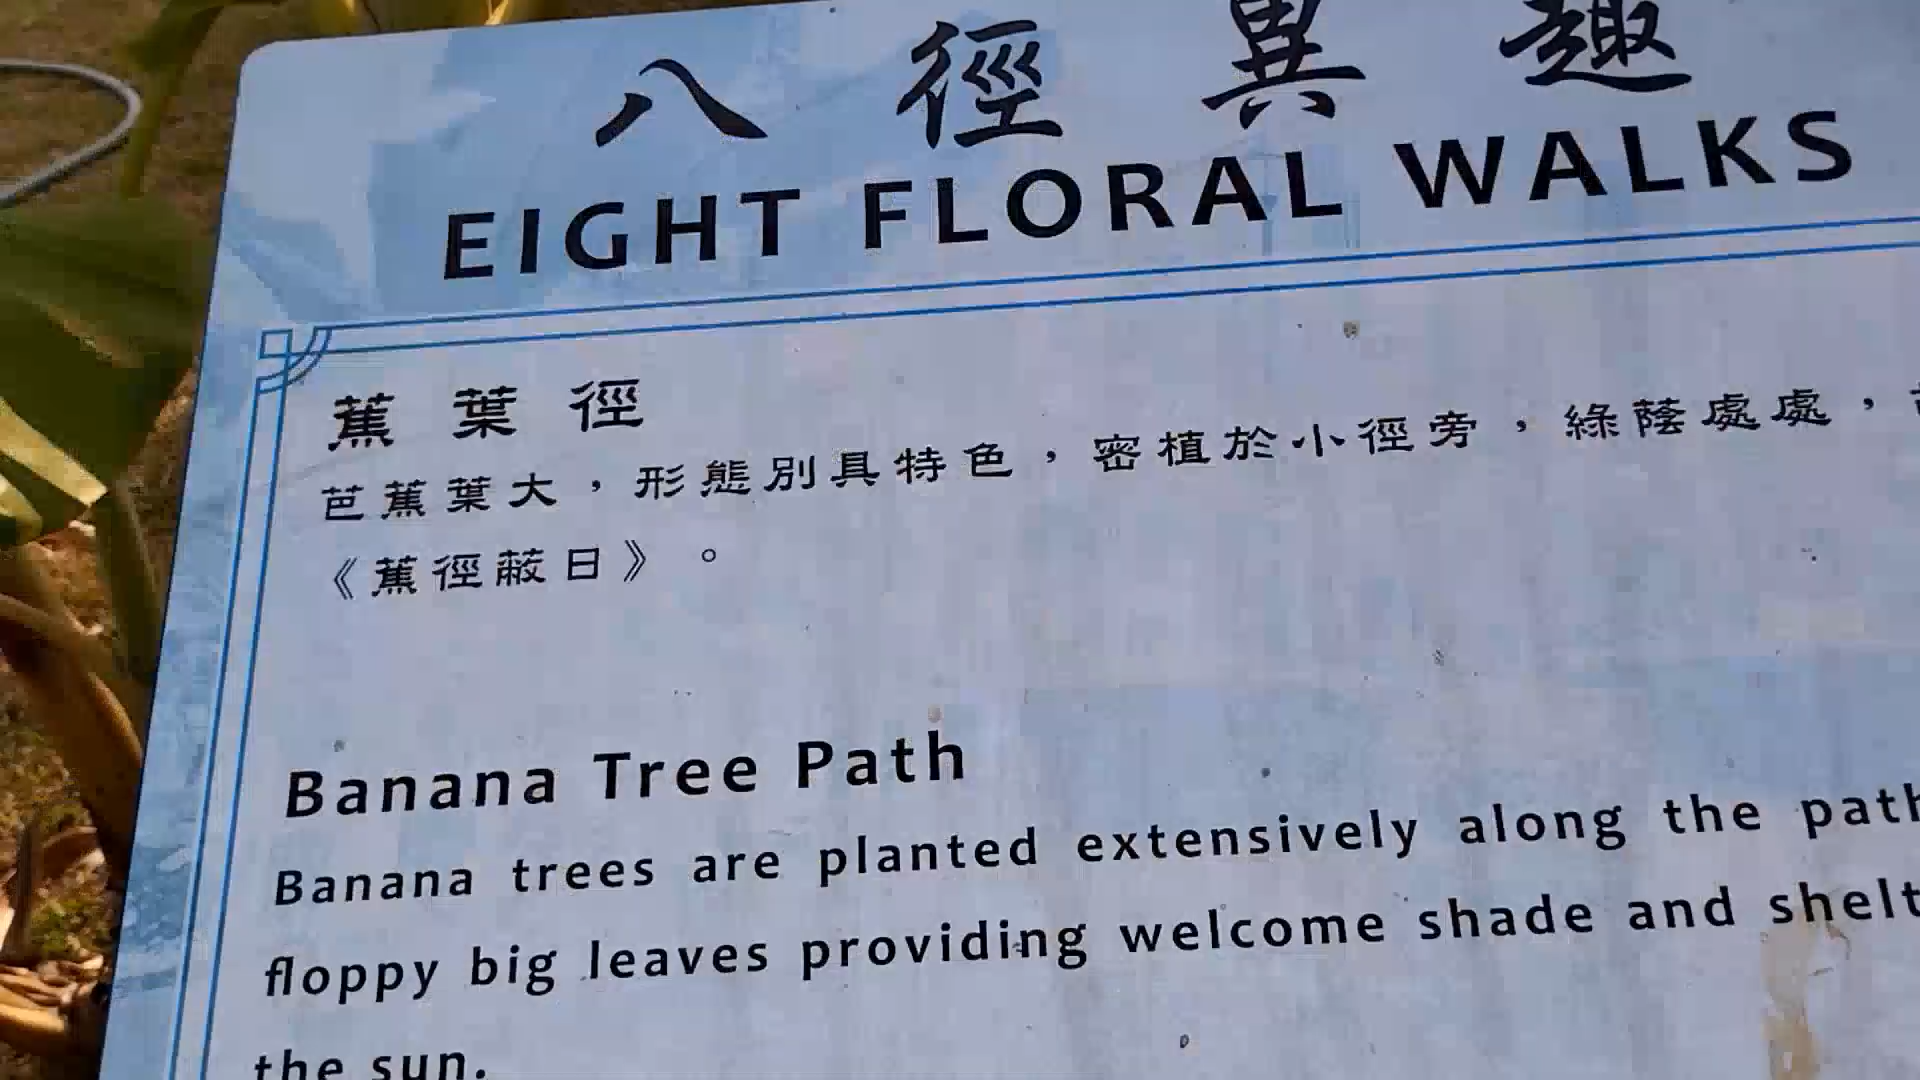 八徑異趣
EIGHT FLORAL WALKS
蕉葉徑
芭蕉葉大，形態別具特色，密植於小徑旁，綠蔭處處，
《蕉徑蔽日》。
Banana Tree Path
Banana trees are planted extensively along the path
floppy big leaves providing welcome shade and
the sun.